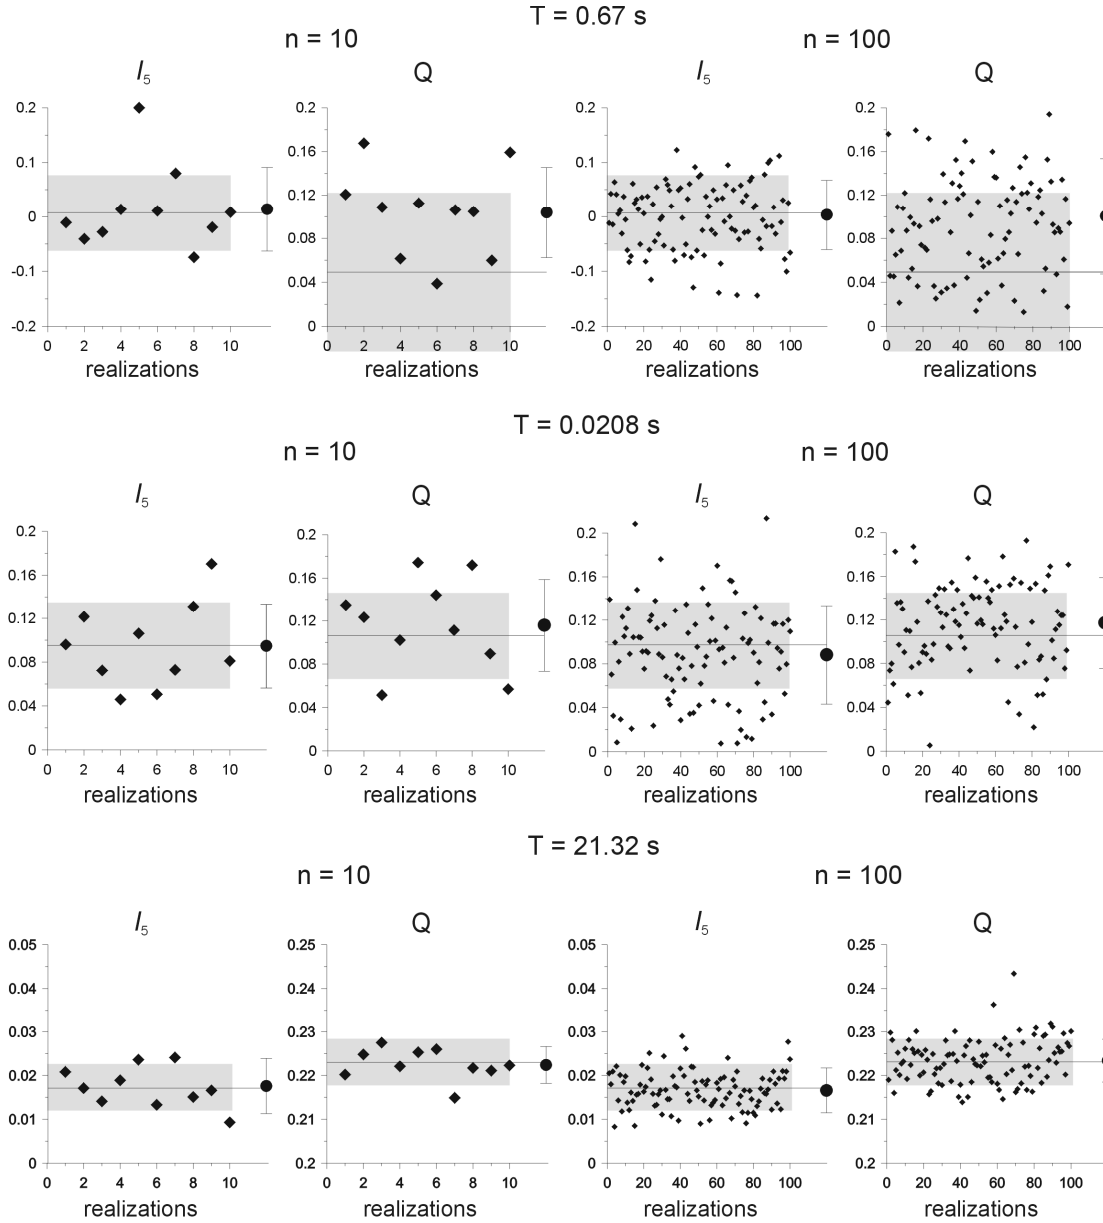 T = 0.67 s
n = 10 n = 100
I5 Q I5 Q
0.2 0.2 0.2 0.2
0.16 0.16
0.1 0.1
0.12 0.12
0 0
0.08 0.08
-0.1 -0.1
0.04 0.04
-0.2 0 -0.2 0
0 2 4 6 8 10 0 2 4 6 8 10 0 20 40 60 80 100 0 20 40 60 80 100
realizations realizations realizations realizations
T = 0.0208 s
n = 10 n = 100
I5 Q I5 Q
0.2 0.2 0.2 0.2
0.16 0.16 0.16 0.16
0.12 0.12 0.12 0.12
0.08 0.08 0.08 0.08
0.04 0.04 0.04 0.04
0 0 0 0
0 2 4 6 8 10 0 2 4 6 8 10 0 20 40 60 80 100 0 20 40 60 80 100
realizations realizations realizations realizations
T = 21.32 s
n = 10 n = 100
I5 Q I5 Q
0.05 0.25 0.05 0.25
0.04 0.24 0.04 0.24
0.03 0.23 0.03 0.23
0.02 0.22 0.02 0.22
0.01 0.21 0.01 0.21
0 0.2 0 0.2
0 2 4 6 8 10 0 2 4 6 8 10 0 20 40 60 80 100 0 20 40 60 80 100
realizations realizations realizations realizations